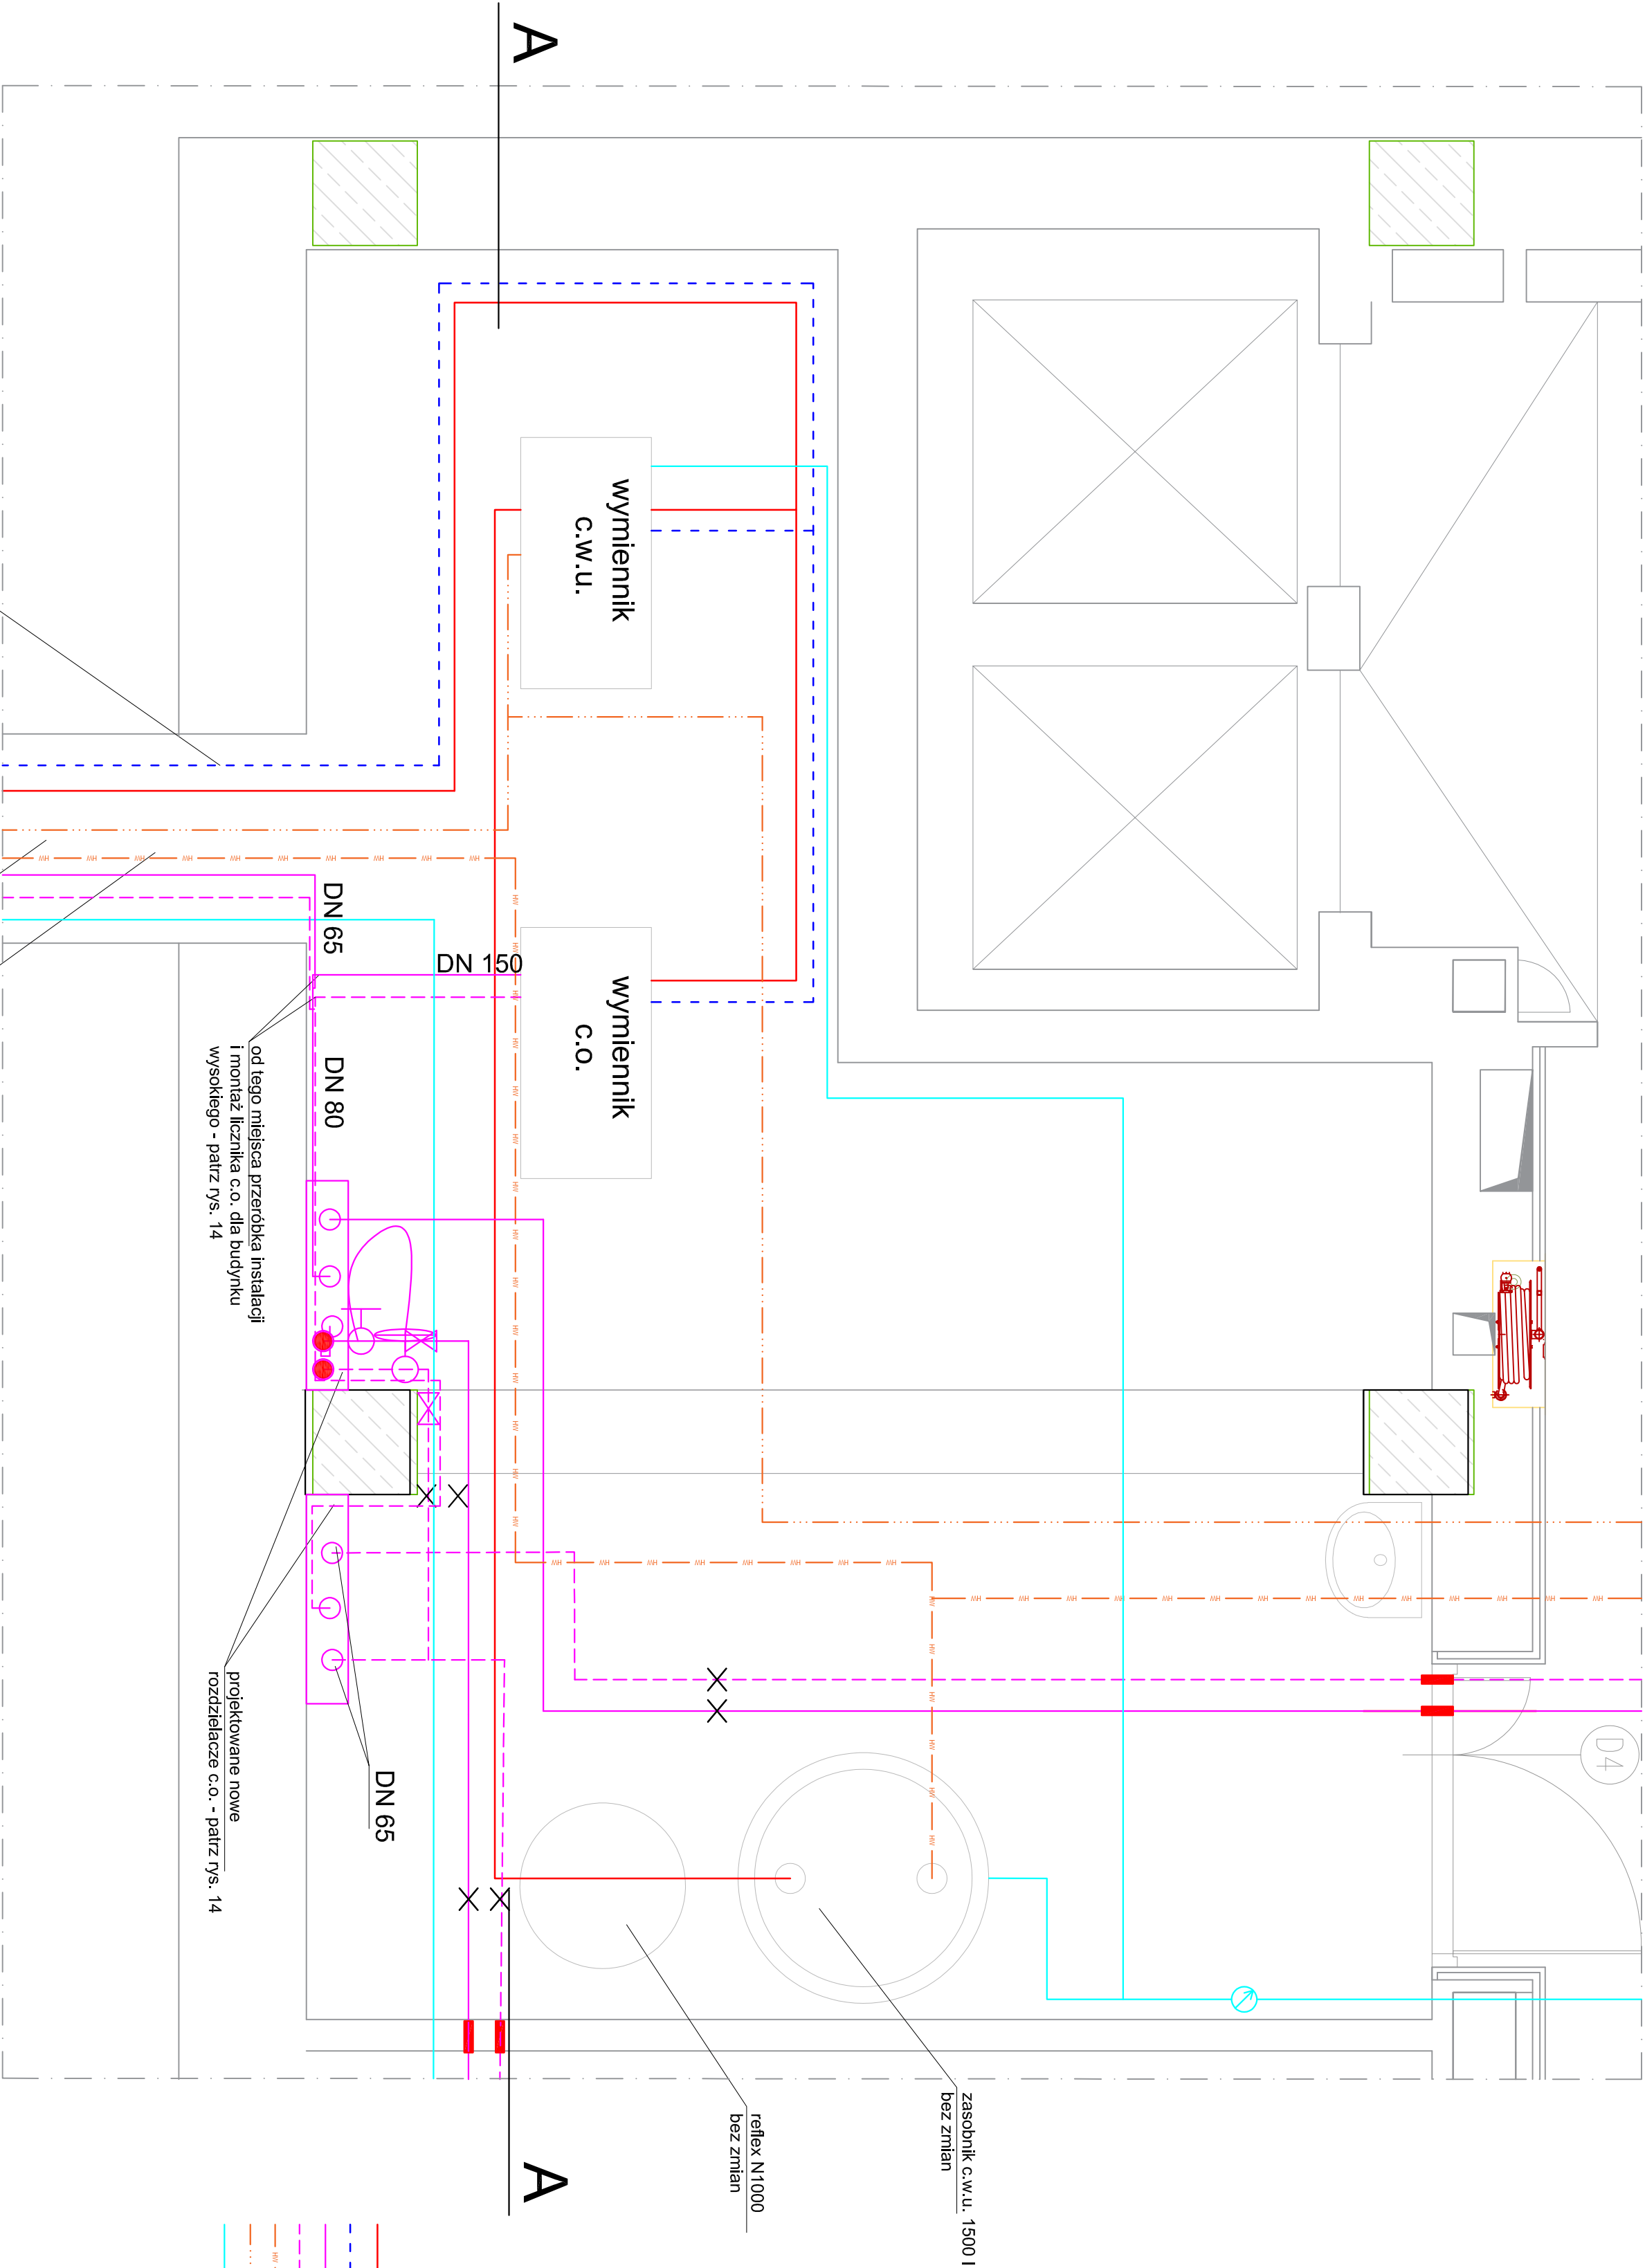 A
wymiennik
c.w.u.
DN 65
DN 150
wymiennik
c.o.
DN 80
od tego miejsca przeróbka instalacji
i montaż licznika c.o. dla budynku
wysokiego - patrz rys. 14
projektowane nowe
rozdzielacze c.o. - patrz rys. 14
DN 65
D4
zasobnik c.w.u. 1500 l
bez zmian
reflex N1000
bez zmian
A
HW